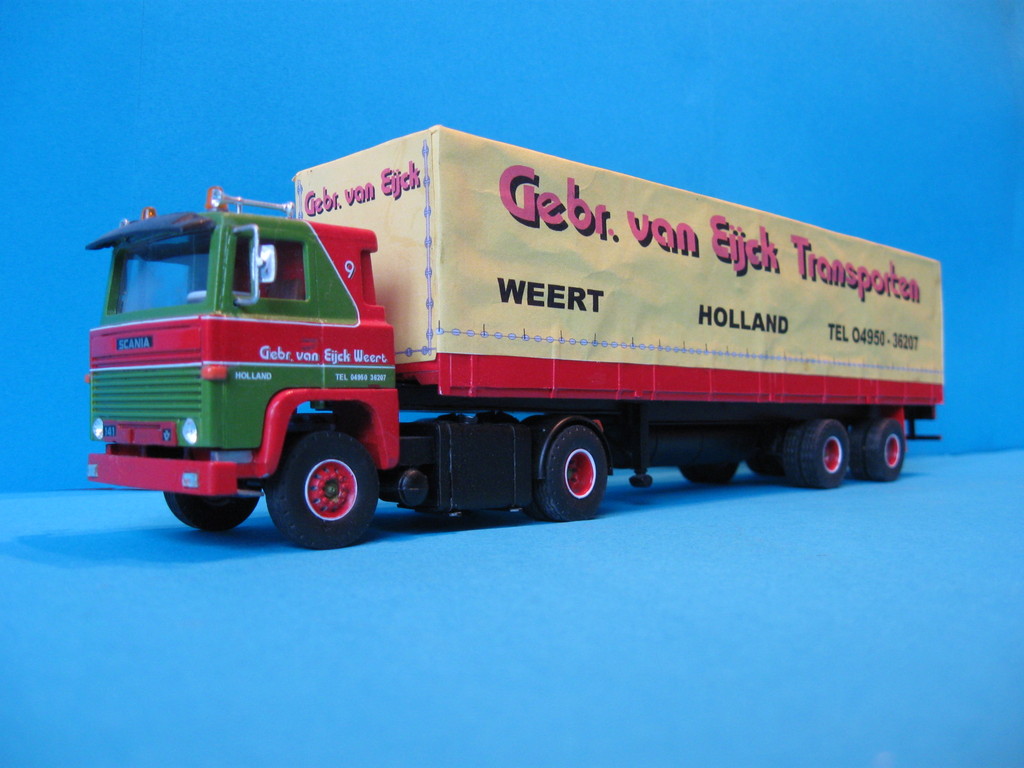 Gebr. van Eijck
Gebr. van Eijck Transporten
WEERT HOLLAND TEL 04950 - 36207
9
SCANIA
Gebr. van Eijck Weert
HOLLAND TEL 04950 36207
141